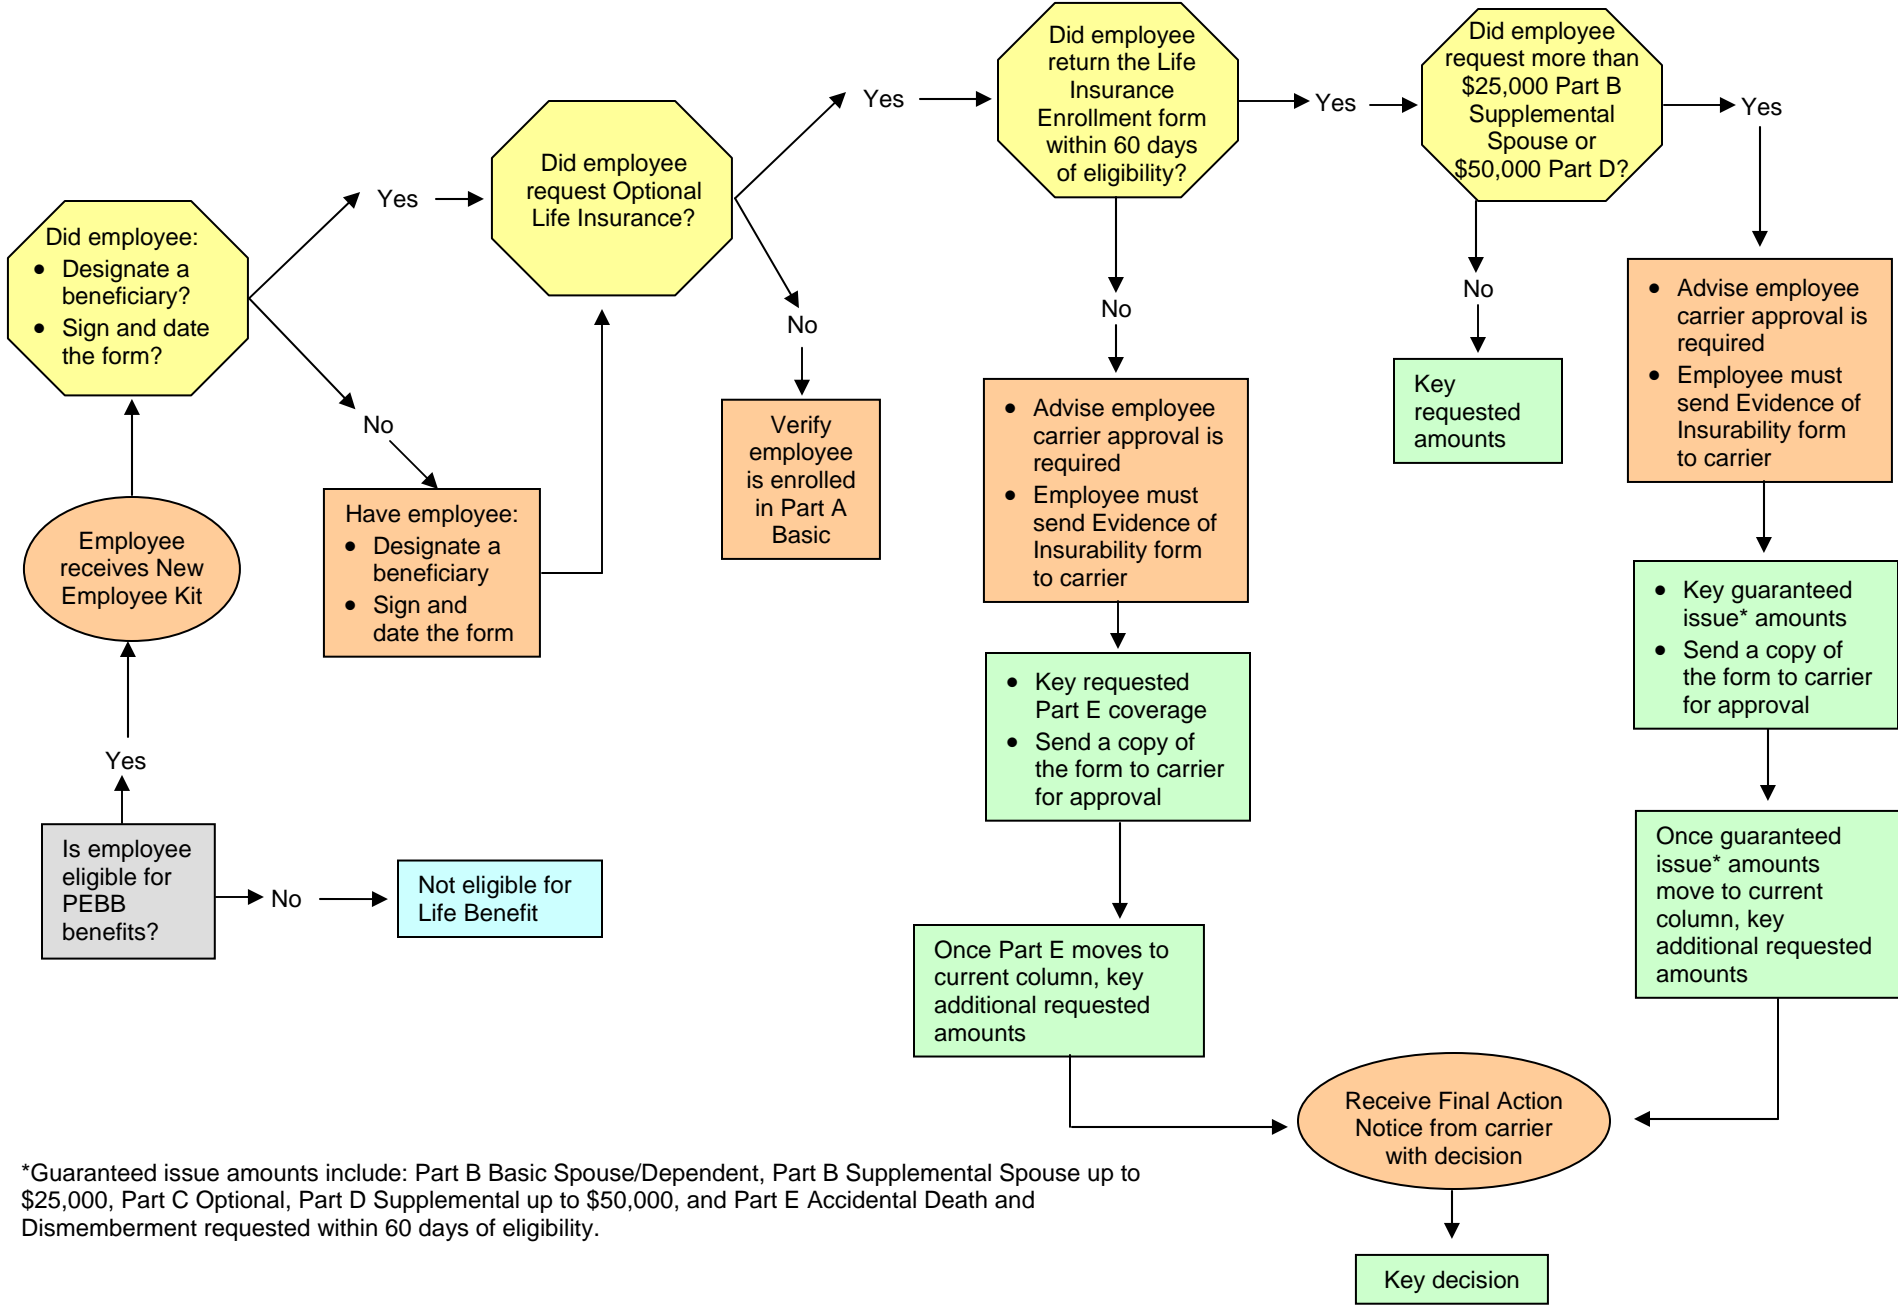 Did employee:
• Designate a
beneficiary?
• Sign and date
the form?
Yes
No
Employee
receives New
Employee Kit
Yes
Is employee
eligible for
PEBB
benefits?
No
Not eligible for
Life Benefit
Have employee:
• Designate a
beneficiary
• Sign and
date the form
Did employee
request Optional
Life Insurance?
Yes
No
Verify
employee
is enrolled
in Part A
Basic
Did employee
return the Life
Insurance
Enrollment form
within 60 days
of eligibility?
Yes
No
• Advise employee
carrier approval is
required
• Employee must
send Evidence of
Insurability form
to carrier
• Key requested
Part E coverage
• Send a copy of
the form to carrier
for approval
Once Part E moves to
current column, key
additional requested
amounts
Did employee
request more than
$25,000 Part B
Supplemental
Spouse or
$50,000 Part D?
Yes
No
Key
requested
amounts
• Advise employee
carrier approval is
required
• Employee must
send Evidence of
Insurability form
to carrier
• Key guaranteed
issue* amounts
• Send a copy of
the form to carrier
for approval
Once guaranteed
issue* amounts
move to current
column, key
additional requested
amounts
Receive Final Action
Notice from carrier
with decision
Key decision
*Guaranteed issue amounts include: Part B Basic Spouse/Dependent, Part B Supplemental Spouse up to
$25,000, Part C Optional, Part D Supplemental up to $50,000, and Part E Accidental Death and
Dismemberment requested within 60 days of eligibility.